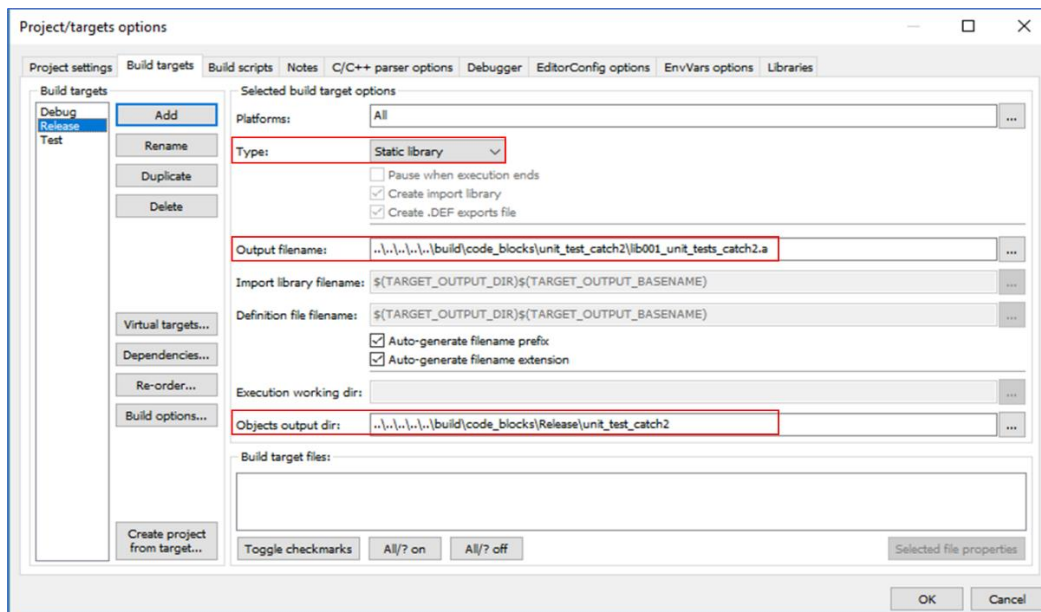 Project/targets options
Project settings Build targets Build scripts Notes C/C++ parser options Debugger EditorConfig options EnvVars options Libraries
Build targets
Debug
Release
Test
Add
Rename
Duplicate
Delete
Virtual targets...
Dependencies...
Re-order...
Build options...
Create project
from target...
Selected build target options
Platforms: All ...
Type: Static library
Pause when execution ends
Create import library
Create .DEF exports file
Output filename: ..\..\..\..\..\build\code_blocks\unit_test_catch2\lib001_unit_tests_catch2.a ...
Import library filename: $(TARGET_OUTPUT_DIR)$(TARGET_OUTPUT_BASENAME) ...
Definition file filename: $(TARGET_OUTPUT_DIR)$(TARGET_OUTPUT_BASENAME) ...
Auto-generate filename prefix
Auto-generate filename extension
Execution working dir: ...
Objects output dir: ..\..\..\..\..\build\code_blocks\Release\unit_test_catch2 ...
Build target files:
Toggle checkmarks All/? on All/? off Selected file properties
OK Cancel